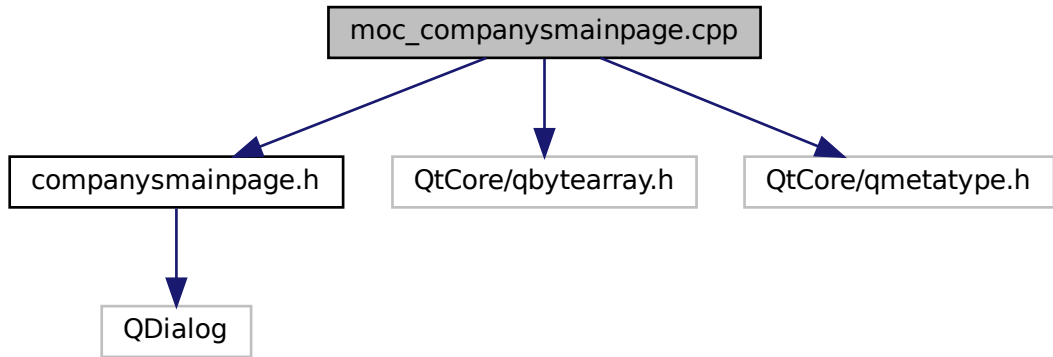 moc_companysmainpage.cpp
companysmainpage.h
QtCore/qbytearray.h
QtCore/qmetatype.h
QDialog